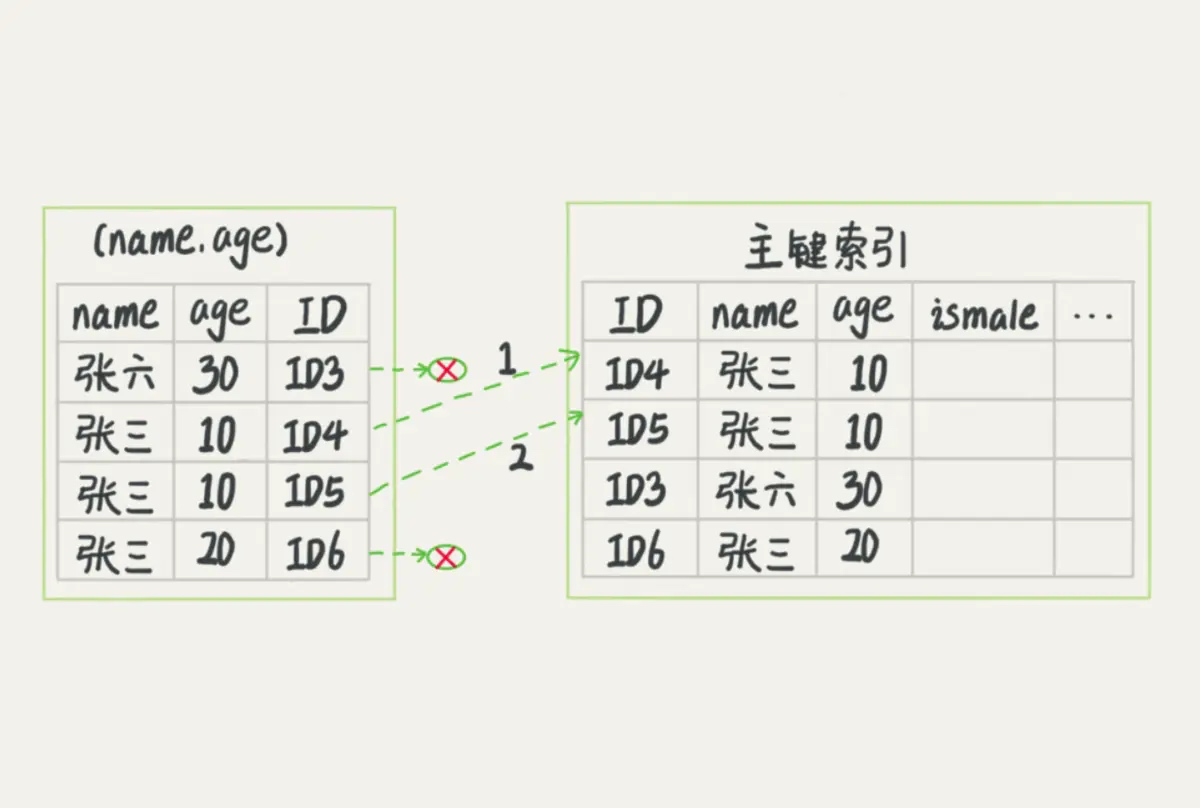 (name.age)
name age ID
张六 30 ID3
张三 10 ID4
张三 10 ID5
张三 20 ID6
1
2
主键索引
ID name age ismale ...
ID4 张三 10
ID5 张三 10
ID3 张六 30
ID6 张三 20